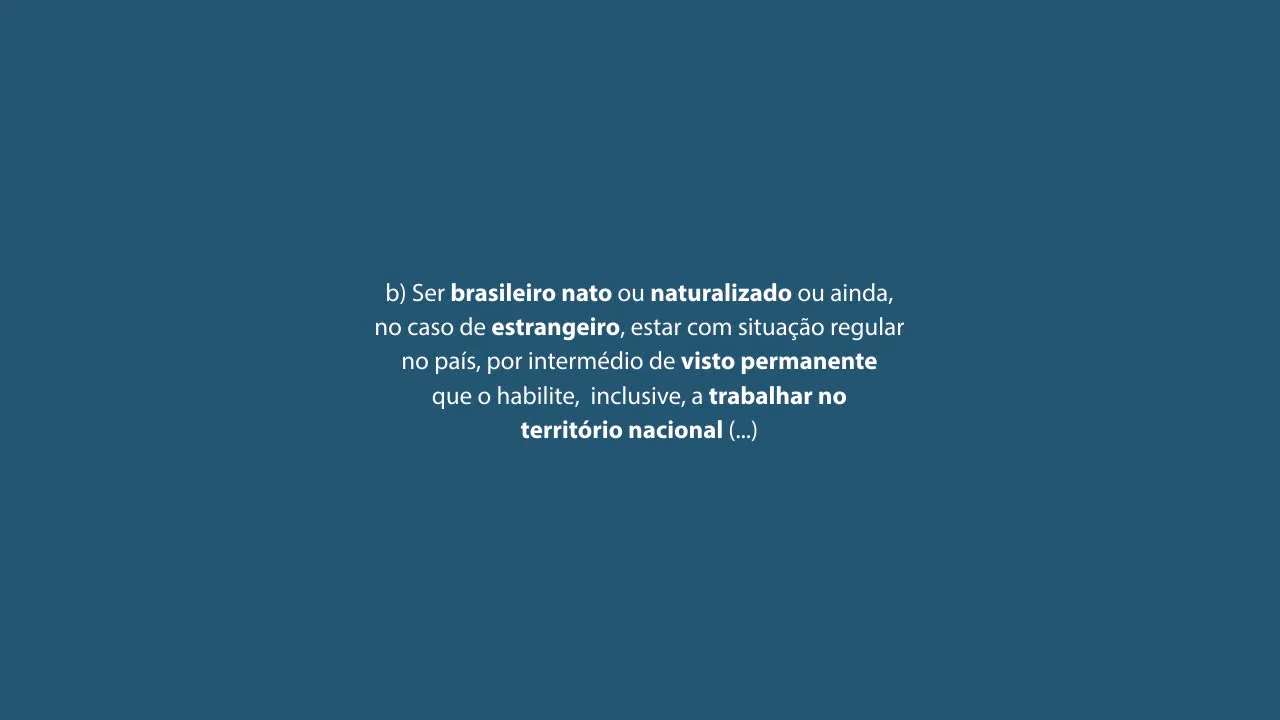 b) Ser brasileiro nato ou naturalizado ou ainda,
no caso de estrangeiro, estar com situação regular
no país, por intermédio de visto permanente
que o habilite,  inclusive, a trabalhar no
território nacional (...)